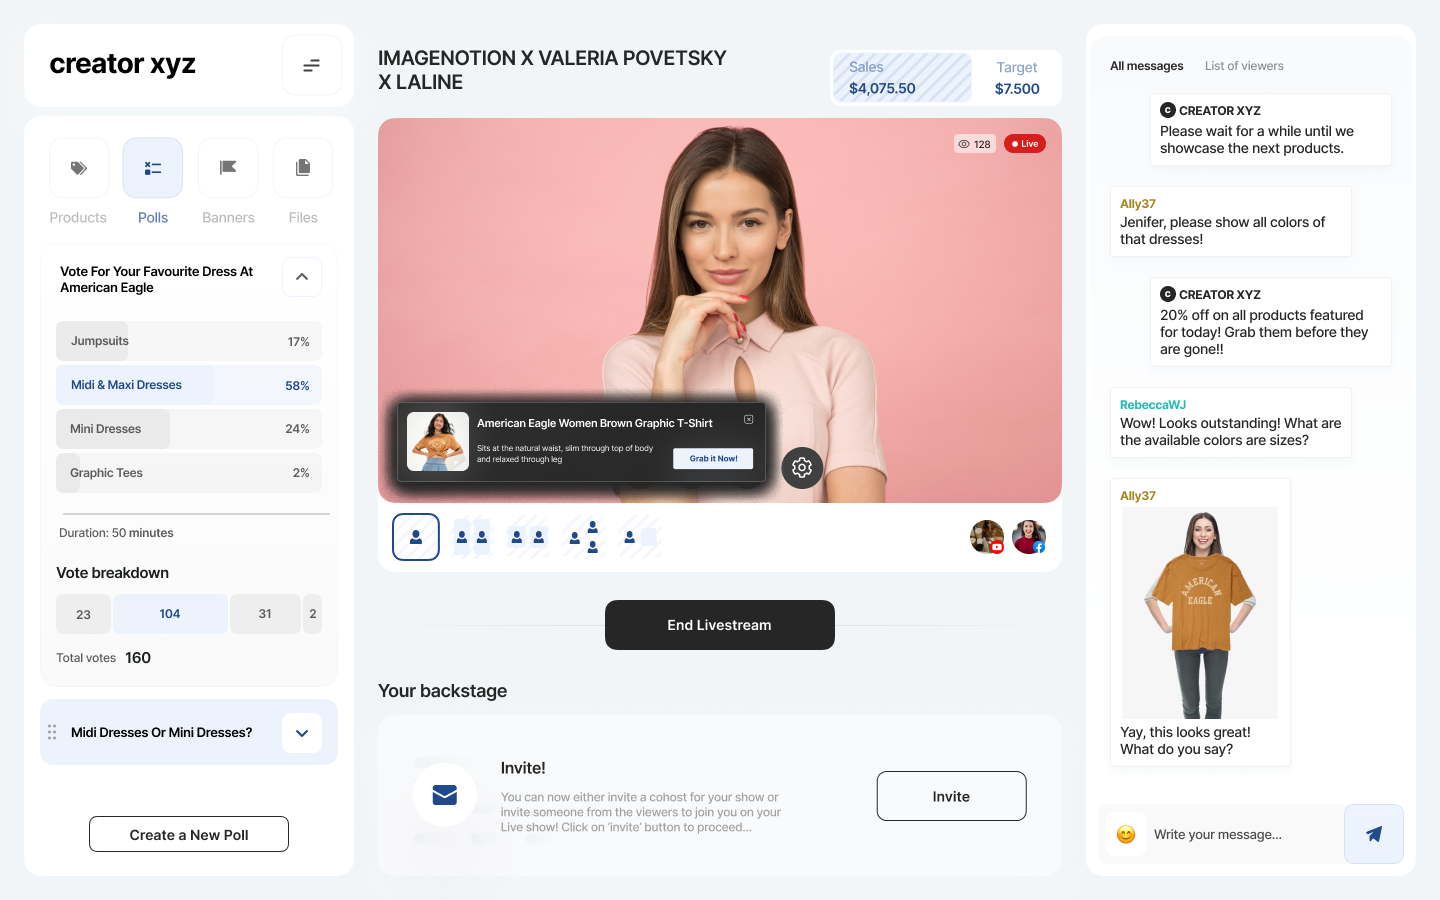 creator xyz
Products
Polls
Banners
Files
Vote For Your Favourite Dress At
American Eagle
Jumpsuits 17%
Midi & Maxi Dresses 58%
Mini Dresses 24%
Graphic Tees 2%
Duration: 50 minutes
Vote breakdown
23 104 31 2
Total votes 160
Midi Dresses Or Mini Dresses?
Create a New Poll
IMAGENOTION X VALERIA POVETSKY
X LALINE
Sales
$4,075.50
Target
$7.500
128
Live
American Eagle Women Brown Graphic T-Shirt
Sits at the natural waist, slim through top of body
and relaxed through leg
Grab it Now!
End Livestream
Your backstage
Invite!
You can now either invite a cohost for your show or
invite someone from the viewers to join you on your
Live show! Click on 'invite' button to proceed...
Invite
All messages
List of viewers
C CREATOR XYZ
Please wait for a while until we
showcase the next products.
Ally37
Jenifer, please show all colors of
that dresses!
C CREATOR XYZ
20% off on all products featured
for today! Grab them before they
are gone!!
RebeccaWJ
Wow! Looks outstanding! What are
the available colors are sizes?
Ally37
AMERICAN
EAGLE
Yay, this looks great!
What do you say?
Write your message...